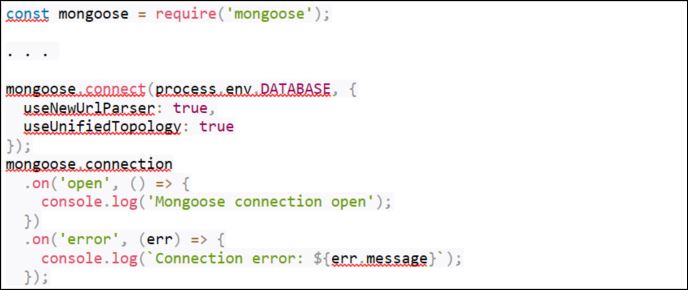 const mongoose = require('mongoose');
. . .
mongoose.connect(process.env.DATABASE, {
  useNewUrlParser: true,
  useUnifiedTopology: true
});
mongoose.connection
  .on('open', () => {
    console.log('Mongoose connection open');
  })
  .on('error', (err) => {
    console.log(`Connection error: ${err.message}`);
  });